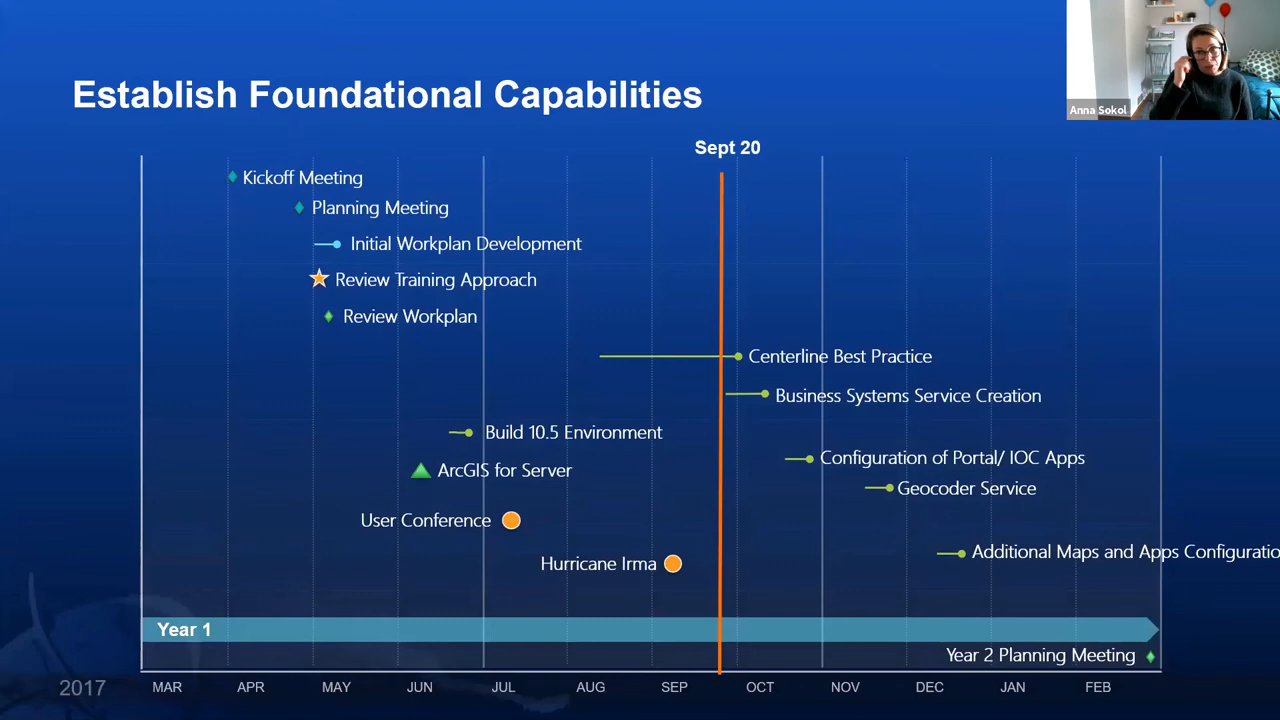 Establish Foundational Capabilities
Anna Sokol
Sept 20
Kickoff Meeting
Planning Meeting
Initial Workplan Development
Review Training Approach
Review Workplan
Centerline Best Practice
Business Systems Service Creation
Build 10.5 Environment
Configuration of Portal/ IOC Apps
ArcGIS for Server
Geocoder Service
User Conference
Hurricane Irma
Additional Maps and Apps Configuratio
Year 1
Year 2 Planning Meeting
2017 MAR APR MAY JUN JUL AUG SEP OCT NOV DEC JAN FEB